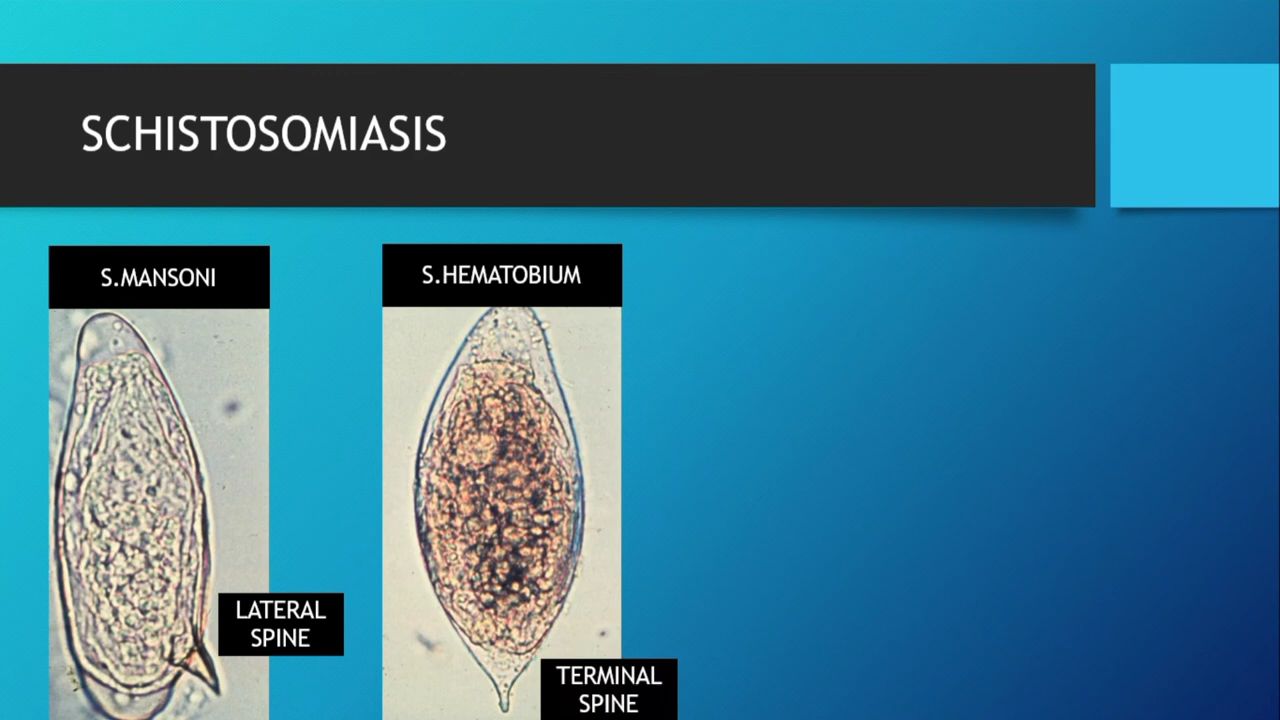 SCHISTOSOMIASIS
S.MANSONI
S.HEMATOBIUM
LATERAL
SPINE
TERMINAL
SPINE